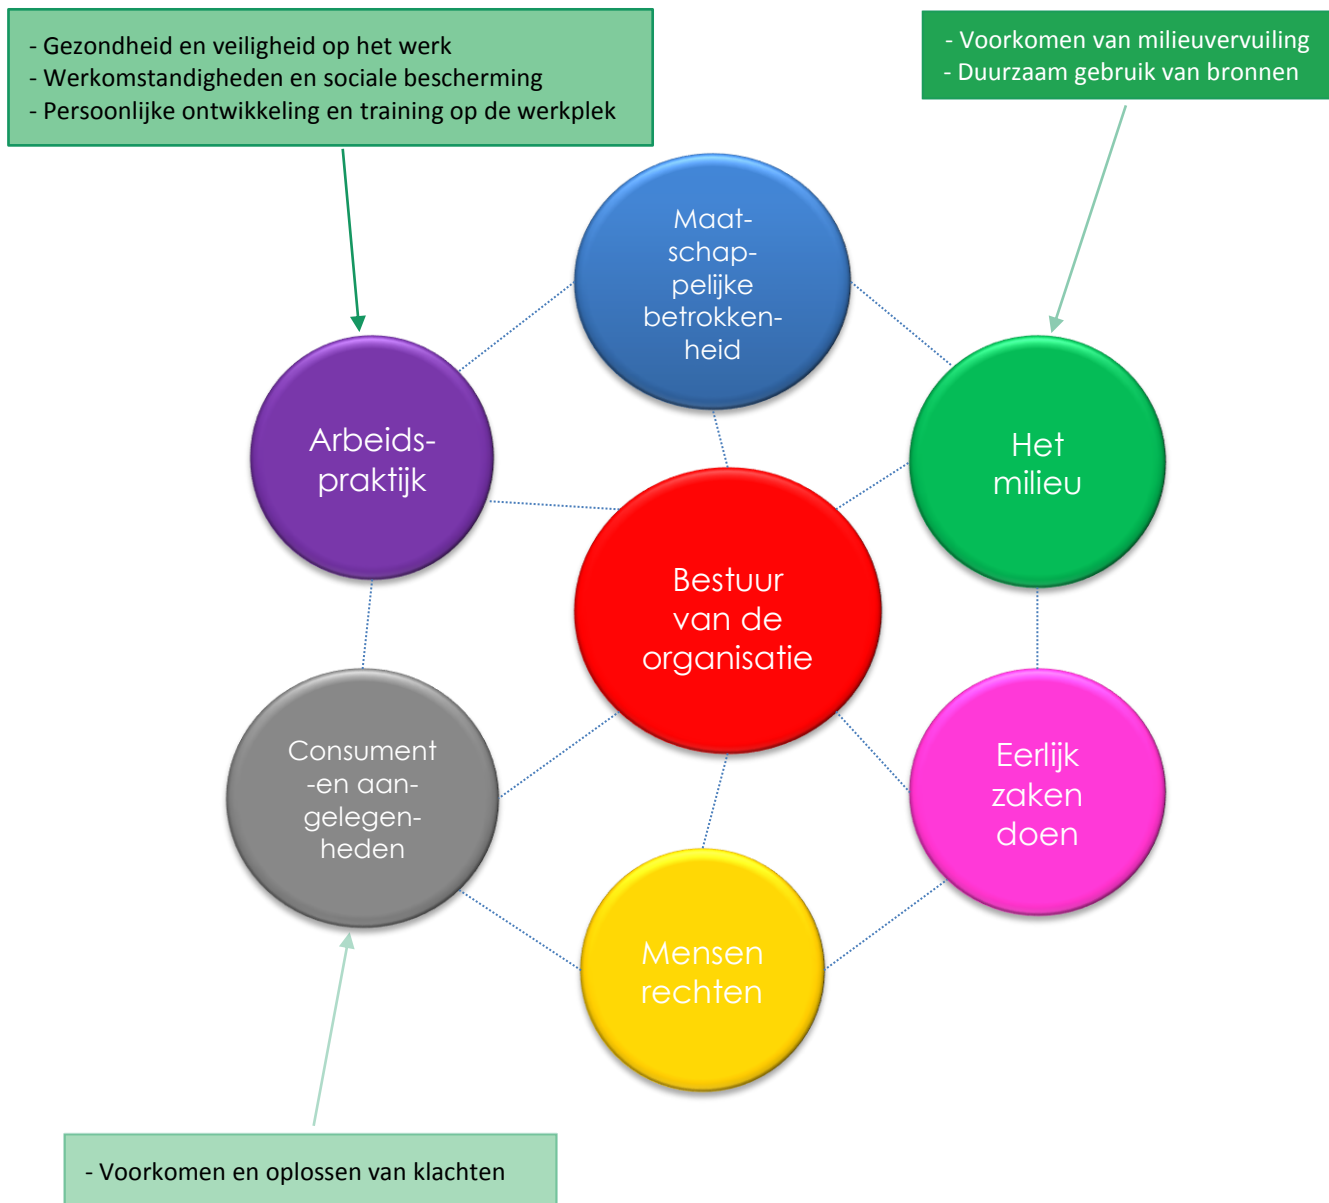 - Gezondheid en veiligheid op het werk
- Werkomstandigheden en sociale bescherming
- Persoonlijke ontwikkeling en training op de werkplek
- Voorkomen van milieuvervuiling
- Duurzaam gebruik van bronnen
Maat-
schap-
pelijke
betrokken-
heid
Arbeids-
praktijk
Het
milieu
Bestuur
van de
organisatie
Consument
-en aan-
gelegen-
heden
Eerlijk
zaken
doen
Mensen
rechten
- Voorkomen en oplossen van klachten